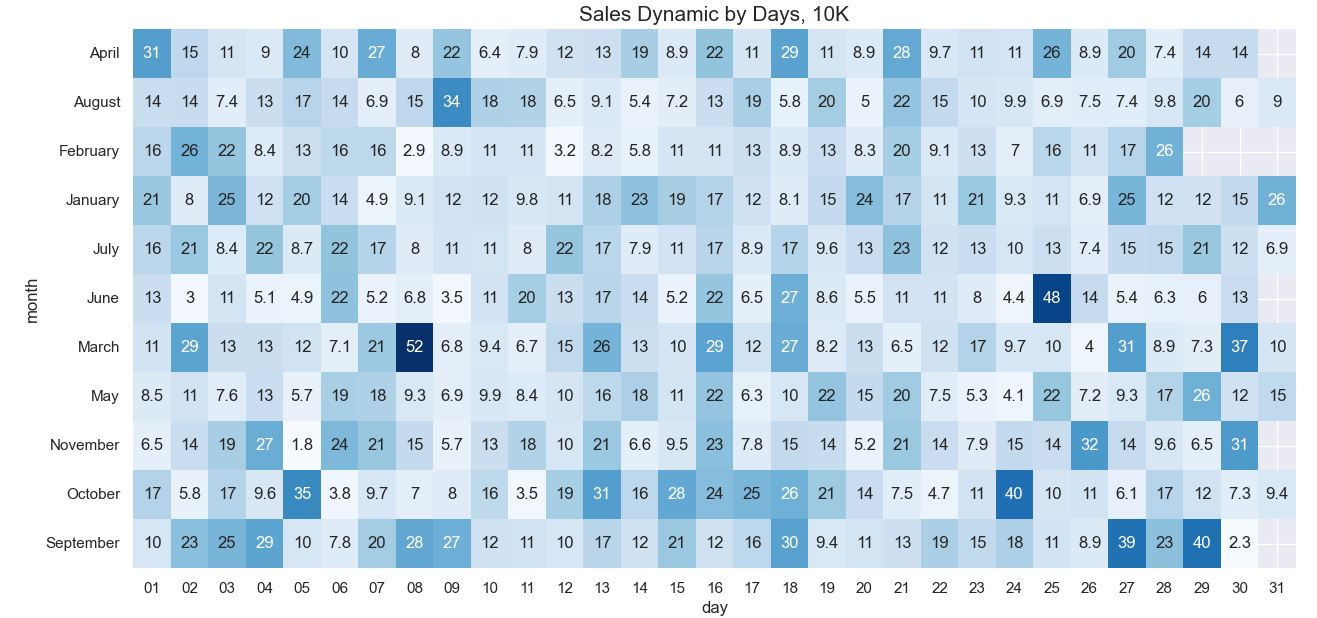 Sales Dynamic by Days, 10K
April 31 15 11 9 24 10 27 8 22 6.4 7.9 12 13 19 8.9 22 11 29 11 8.9 28 9.7 11 11 26 8.9 20 7.4 14 14
August 14 14 7.4 13 17 14 6.9 15 34 18 18 6.5 9.1 5.4 7.2 13 19 5.8 20 5 22 15 10 9.9 6.9 7.5 7.4 9.8 20 6 9
February 16 26 22 8.4 13 16 16 2.9 8.9 11 11 3.2 8.2 5.8 11 11 13 8.9 13 8.3 20 9.1 13 7 16 11 17 26
January 21 8 25 12 20 14 4.9 9.1 12 12 9.8 11 18 23 19 17 12 8.1 15 24 17 11 21 9.3 11 6.9 25 12 12 15 26
July 16 21 8.4 22 8.7 22 17 8 11 11 8 22 17 7.9 11 17 8.9 17 9.6 13 23 12 13 10 13 7.4 15 15 21 12 6.9
June 13 3 11 5.1 4.9 22 5.2 6.8 3.5 11 20 13 17 14 5.2 22 6.5 27 8.6 5.5 11 11 8 4.4 48 14 5.4 6.3 6 13
March 11 29 13 13 12 7.1 21 52 6.8 9.4 6.7 15 26 13 10 29 12 27 8.2 13 6.5 12 17 9.7 10 4 31 8.9 7.3 37 10
May 8.5 11 7.6 13 5.7 19 18 9.3 6.9 9.9 8.4 10 16 18 11 22 6.3 10 22 15 20 7.5 5.3 4.1 22 7.2 9.3 17 26 12 15
November 6.5 14 19 27 1.8 24 21 15 5.7 13 18 10 21 6.6 9.5 23 7.8 15 14 5.2 21 14 7.9 15 14 32 14 9.6 6.5 31
October 17 5.8 17 9.6 35 3.8 9.7 7 8 16 3.5 19 31 16 28 24 25 26 21 14 7.5 4.7 11 40 10 11 6.1 17 12 7.3 9.4
September 10 23 25 29 10 7.8 20 28 27 12 11 10 17 12 21 12 16 30 9.4 11 13 19 15 18 11 8.9 39 23 40 2.3
01 02 03 04 05 06 07 08 09 10 11 12 13 14 15 16 17 18 19 20 21 22 23 24 25 26 27 28 29 30 31
day
month